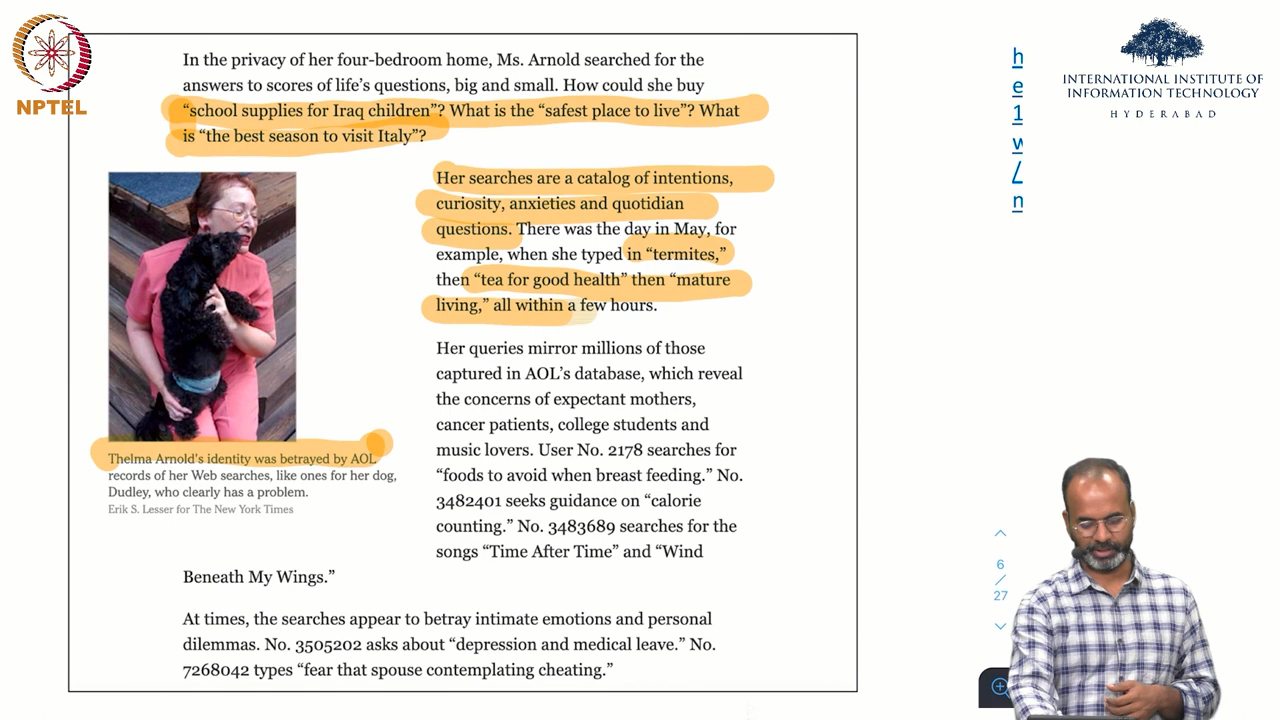 NPTEL
In the privacy of her four-bedroom home, Ms. Arnold searched for the
answers to scores of life's questions, big and small. How could she buy
“school supplies for Iraq children”? What is the “safest place to live”? What
is “the best season to visit Italy”?
Her searches are a catalog of intentions,
curiosity, anxieties and quotidian
questions. There was the day in May, for
example, when she typed in “termites,”
then “tea for good health” then “mature
living,” all within a few hours.
Her queries mirror millions of those
captured in AOL's database, which reveal
the concerns of expectant mothers,
cancer patients, college students and
music lovers. User No. 2178 searches for
“foods to avoid when breast feeding.” No.
3482401 seeks guidance on “calorie
counting.” No. 3483689 searches for the
songs “Time After Time” and “Wind
Beneath My Wings.”
Thelma Arnold's identity was betrayed by AOL
records of her Web searches, like ones for her dog,
Dudley, who clearly has a problem.
Erik S. Lesser for The New York Times
At times, the searches appear to betray intimate emotions and personal
dilemmas. No. 3505202 asks about “depression and medical leave.” No.
7268042 types “fear that spouse contemplating cheating.”
h
e
1
w
/
n
INTERNATIONAL INSTITUTE OF
INFORMATION TECHNOLOGY
HYDERABAD
6
/
27